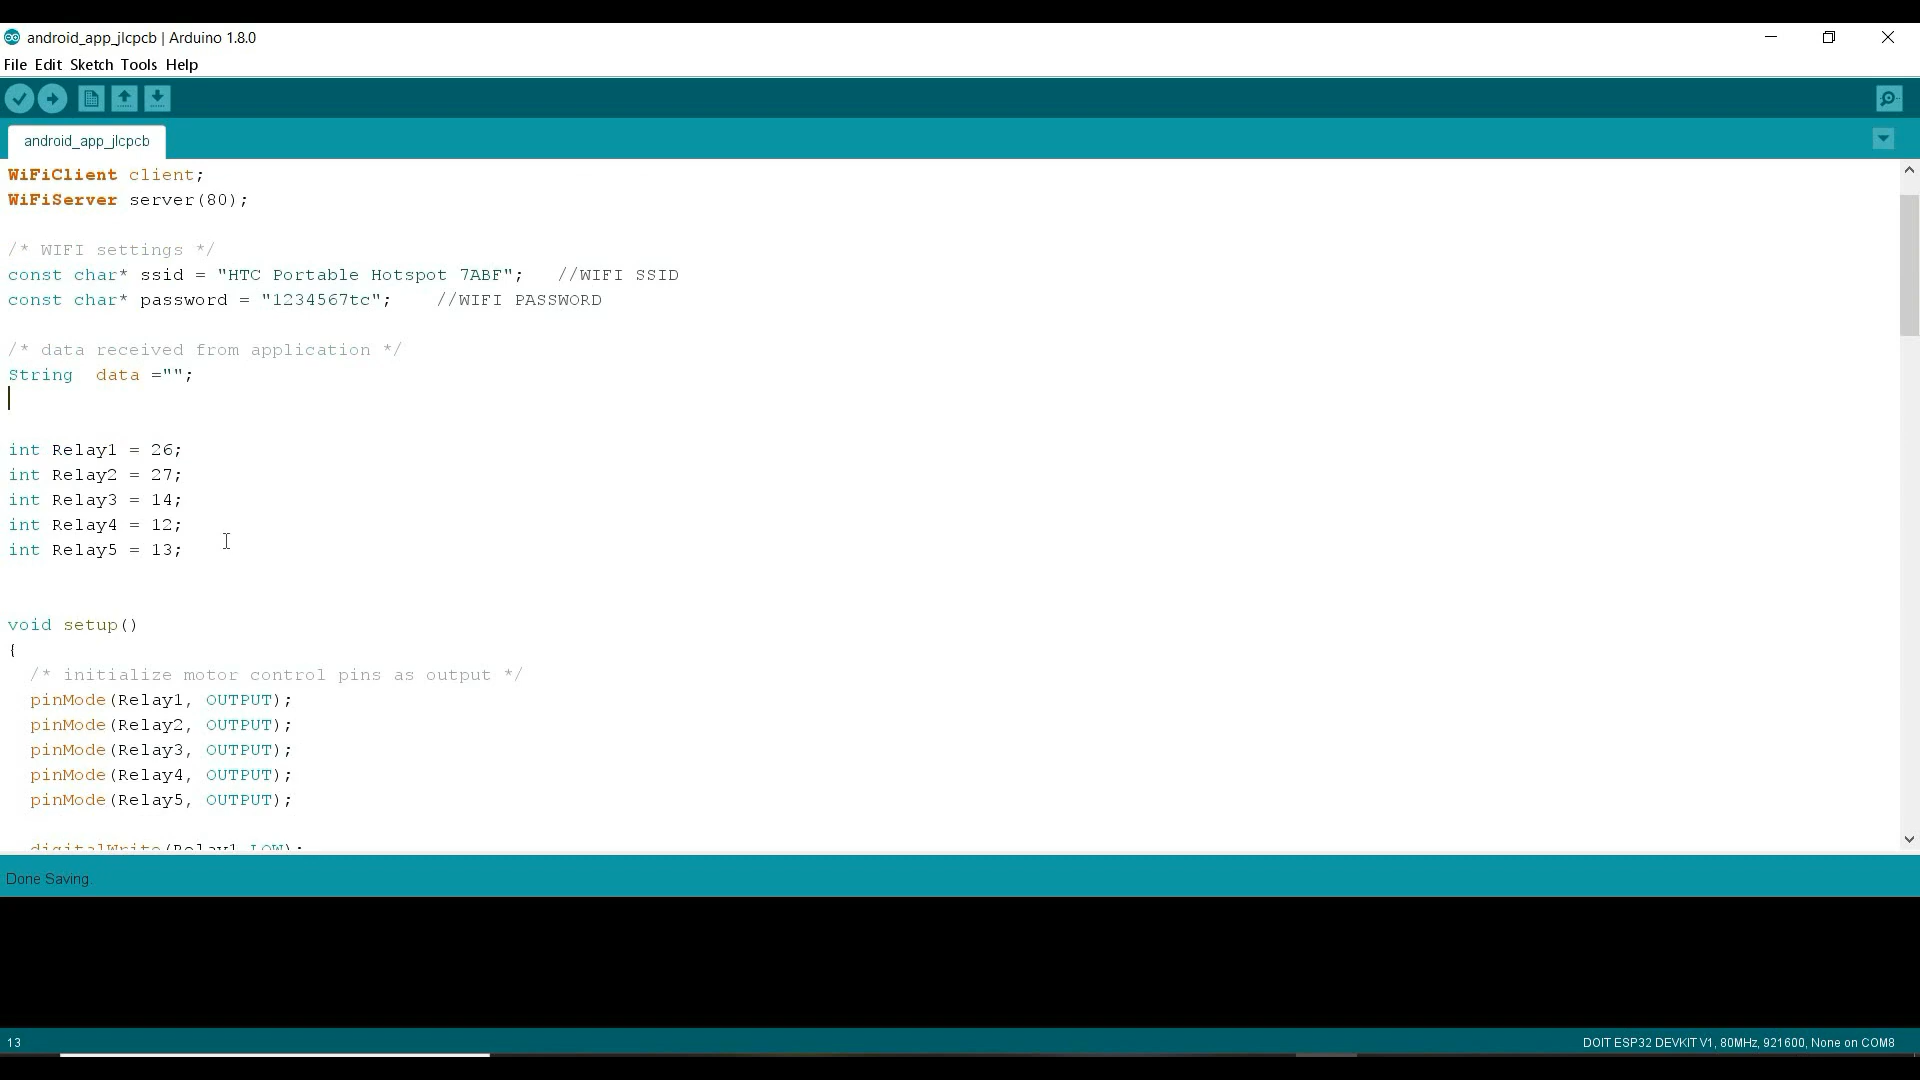 android_app_jlcpcb | Arduino 1.8.0
File Edit Sketch Tools Help
android_app_jlcpcb
WiFiClient client;
WiFiServer server(80);
/* WIFI settings */
const char* ssid = "HTC Portable Hotspot 7ABF"; //WIFI SSID
const char* password = "1234567tc"; //WIFI PASSWORD
/* data received from application */
String data ="";
int Relay1 = 26;
int Relay2 = 27;
int Relay3 = 14;
int Relay4 = 12;
int Relay5 = 13;
void setup()
{
/* initialize motor control pins as output */
pinMode(Relay1, OUTPUT);
pinMode(Relay2, OUTPUT);
pinMode(Relay3, OUTPUT);
pinMode(Relay4, OUTPUT);
pinMode(Relay5, OUTPUT);
digitalWrite(Relay1,LOW);
Done Saving.
13
DOIT ESP32 DEVKIT V1, 80MHz, 921600, None on COM8